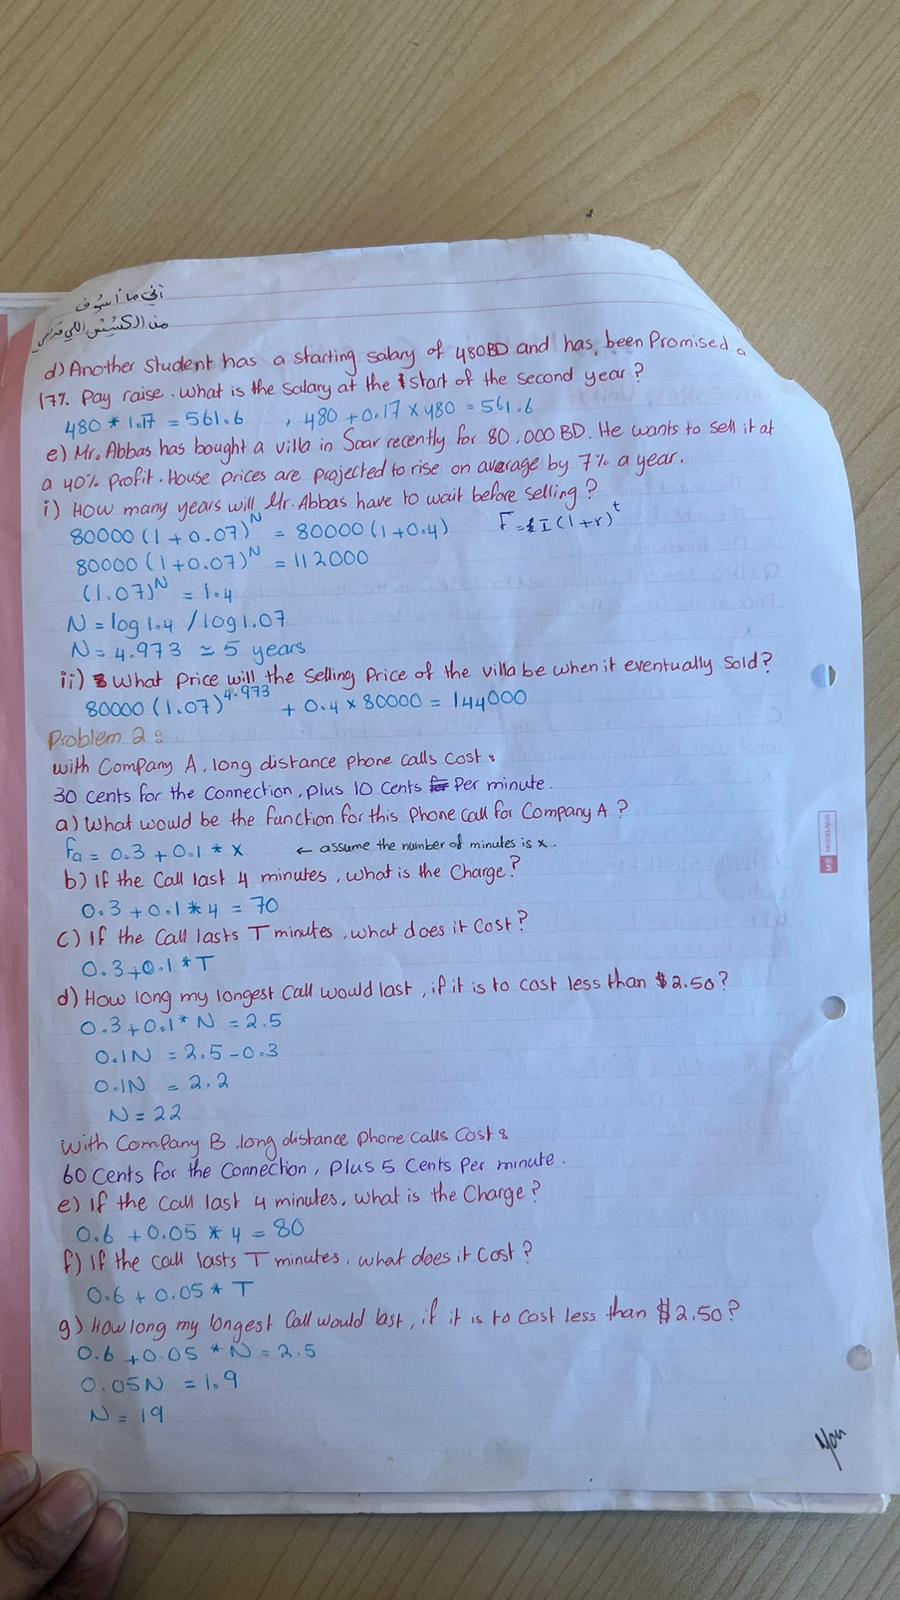 آني ما أشوف
من الكشش اللي قدامي
d) Another student has a starting salary of 480BD and has been Promised a
17% Pay raise. What is the salary at the start of the second year?
480 * 1.17 = 561.6 , 480 + 0.17 × 480 = 561.6
e) Mr. Abbas has bought a villa in Saar recently for 80,000 BD. He wants to sell it at
a 40% Profit. House prices are projected to rise on average by 7% a year.
i) How many years will Mr. Abbas have to wait before selling?
80000 (1 + 0.07)^N = 80000 (1+0.4) F = I (1+r)^t
80000 (1+0.07)^N = 112000
(1.07)^N = 1.4
N = log 1.4 / log 1.07
N = 4.973 ≃ 5 years
ii) What Price will the Selling Price of the villa be when it eventually sold?
80000 (1.07)^4.973 + 0.4 × 80000 = 144000
Problem 2:
with Company A, long distance phone calls cost:
30 cents for the Connection, plus 10 Cents Per minute.
a) What would be the function for this Phone call for Company A?
Fa = 0.3 + 0.1 * x ← assume the number of minutes is x.
b) If the Call last 4 minutes, what is the Charge?
0.3 + 0.1 * 4 = 70
C) If the Call lasts T minutes, what does it Cost?
0.3 + 0.1 * T
d) How long my longest Call would last, if it is to cost less than $2.50?
0.3 + 0.1 * N = 2.5
0.1N = 2.5 - 0.3
0.1N = 2.2
N = 22
With Company B, long distance Phone calls Cost:
60 Cents for the Connection, Plus 5 Cents Per minute.
e) If the Call last 4 minutes, what is the Charge?
0.6 + 0.05 * 4 = 80
f) If the call lasts T minutes, what does it Cost?
0.6 + 0.05 * T
g) How long my longest Call would last, if it is to Cost less than $2.50?
0.6 + 0.05 * N = 2.5
0.05N = 1.9
N = 19